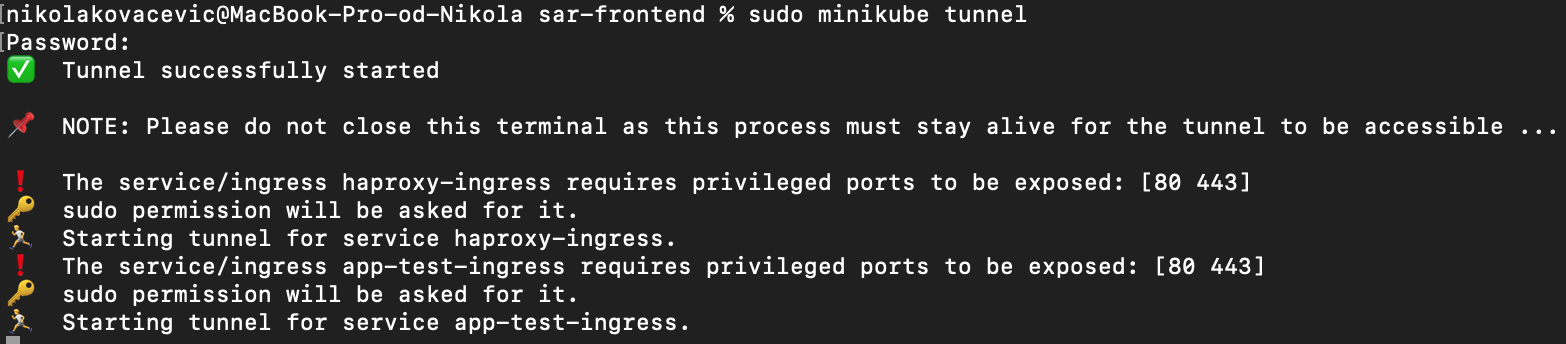 nikolakovacevic@MacBook-Pro-od-Nikola sar-frontend % sudo minikube tunnel
Password:
✅ Tunnel successfully started
📌 NOTE: Please do not close this terminal as this process must stay alive for the tunnel to be accessible ...
❗ The service/ingress haproxy-ingress requires privileged ports to be exposed: [80 443]
🔑 sudo permission will be asked for it.
🏃 Starting tunnel for service haproxy-ingress.
❗ The service/ingress app-test-ingress requires privileged ports to be exposed: [80 443]
🔑 sudo permission will be asked for it.
🏃 Starting tunnel for service app-test-ingress.